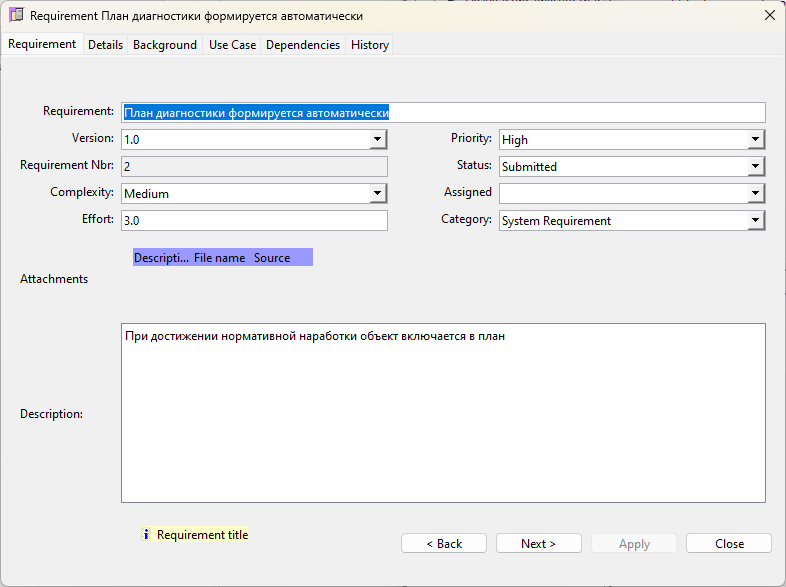 Requirement План диагностики формируется автоматически
Requirement Details Background Use Case Dependencies History
Requirement: План диагностики формируется автоматически
Version: 1.0 Priority: High
Requirement Nbr: 2 Status: Submitted
Complexity: Medium Assigned
Effort: 3.0 Category: System Requirement
Descripti... File name Source
Attachments
При достижении нормативной наработки объект включается в план
Description:
Requirement title
< Back Next > Apply Close